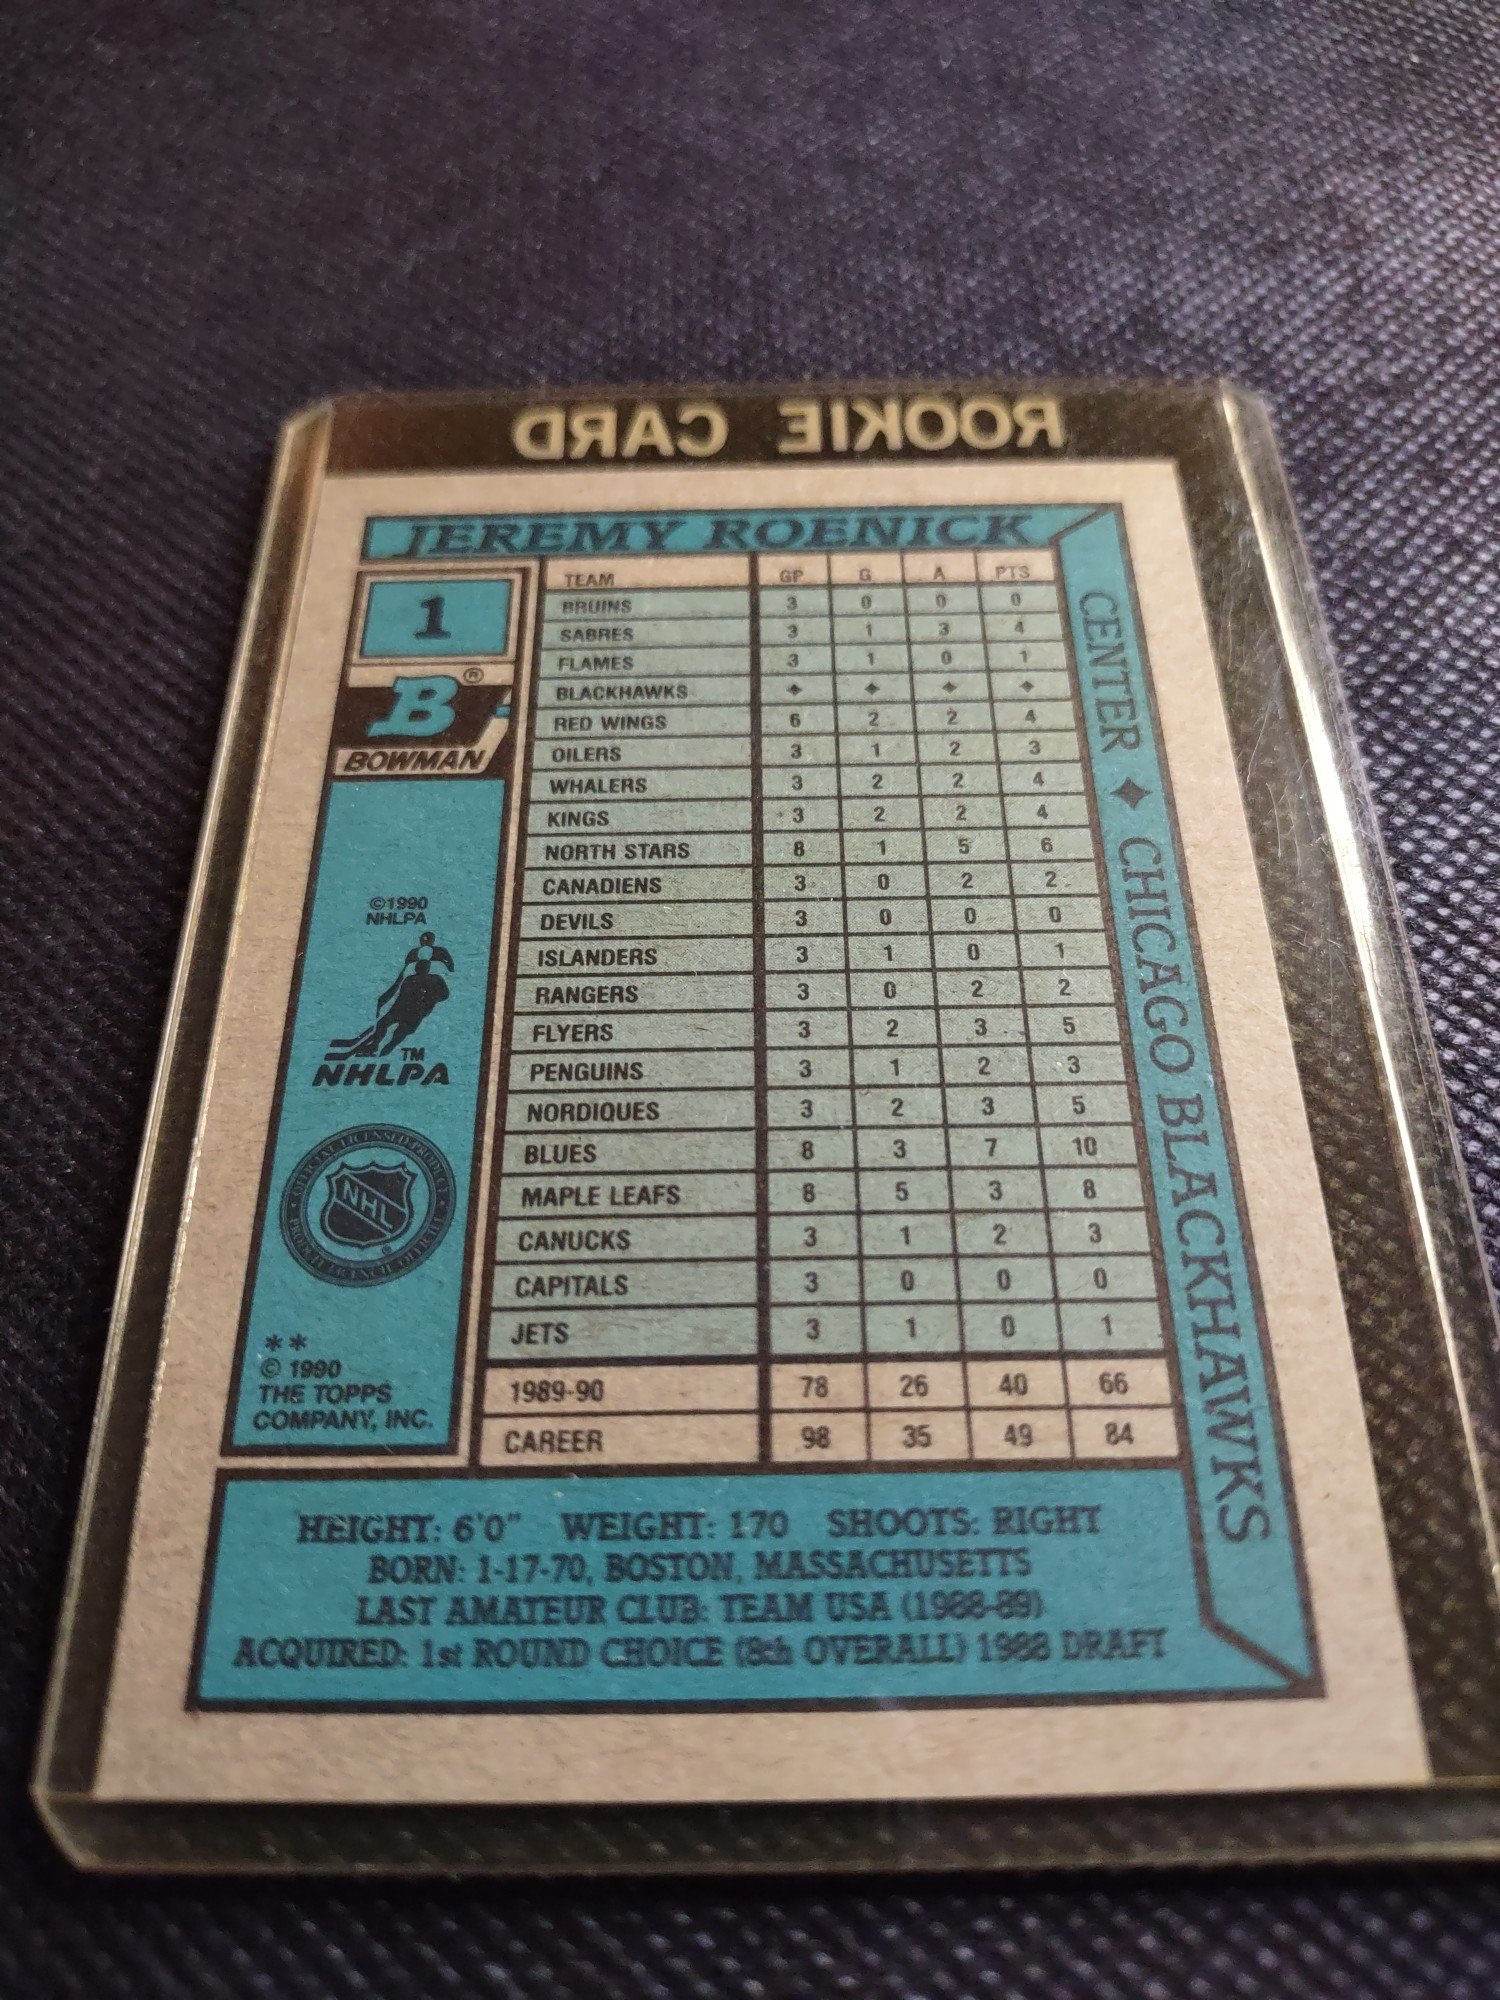 ROOKIE CARD
JEREMY ROENICK
1
B®
BOWMAN
©1990
NHLPA
TM
NHLPA
NHL
®
**
© 1990
THE TOPPS
COMPANY, INC.
TEAM GP G A PTS
BRUINS 3 0 0 0
SABRES 3 1 3 4
FLAMES 3 1 0 1
BLACKHAWKS ✦ ✦ ✦ ✦
RED WINGS 6 2 2 4
OILERS 3 1 2 3
WHALERS 3 2 2 4
KINGS 3 2 2 4
NORTH STARS 8 1 5 6
CANADIENS 3 0 2 2
DEVILS 3 0 0 0
ISLANDERS 3 1 0 1
RANGERS 3 0 2 2
FLYERS 3 2 3 5
PENGUINS 3 1 2 3
NORDIQUES 3 2 3 5
BLUES 8 3 7 10
MAPLE LEAFS 8 5 3 8
CANUCKS 3 1 2 3
CAPITALS 3 0 0 0
JETS 3 1 0 1
1989-90 78 26 40 66
CAREER 98 35 49 84
CENTER ✦ CHICAGO BLACKHAWKS
HEIGHT: 6'0" WEIGHT: 170 SHOOTS: RIGHT
BORN: 1-17-70, BOSTON, MASSACHUSETTS
LAST AMATEUR CLUB: TEAM USA (1988-89)
ACQUIRED: 1st ROUND CHOICE (8th OVERALL) 1988 DRAFT